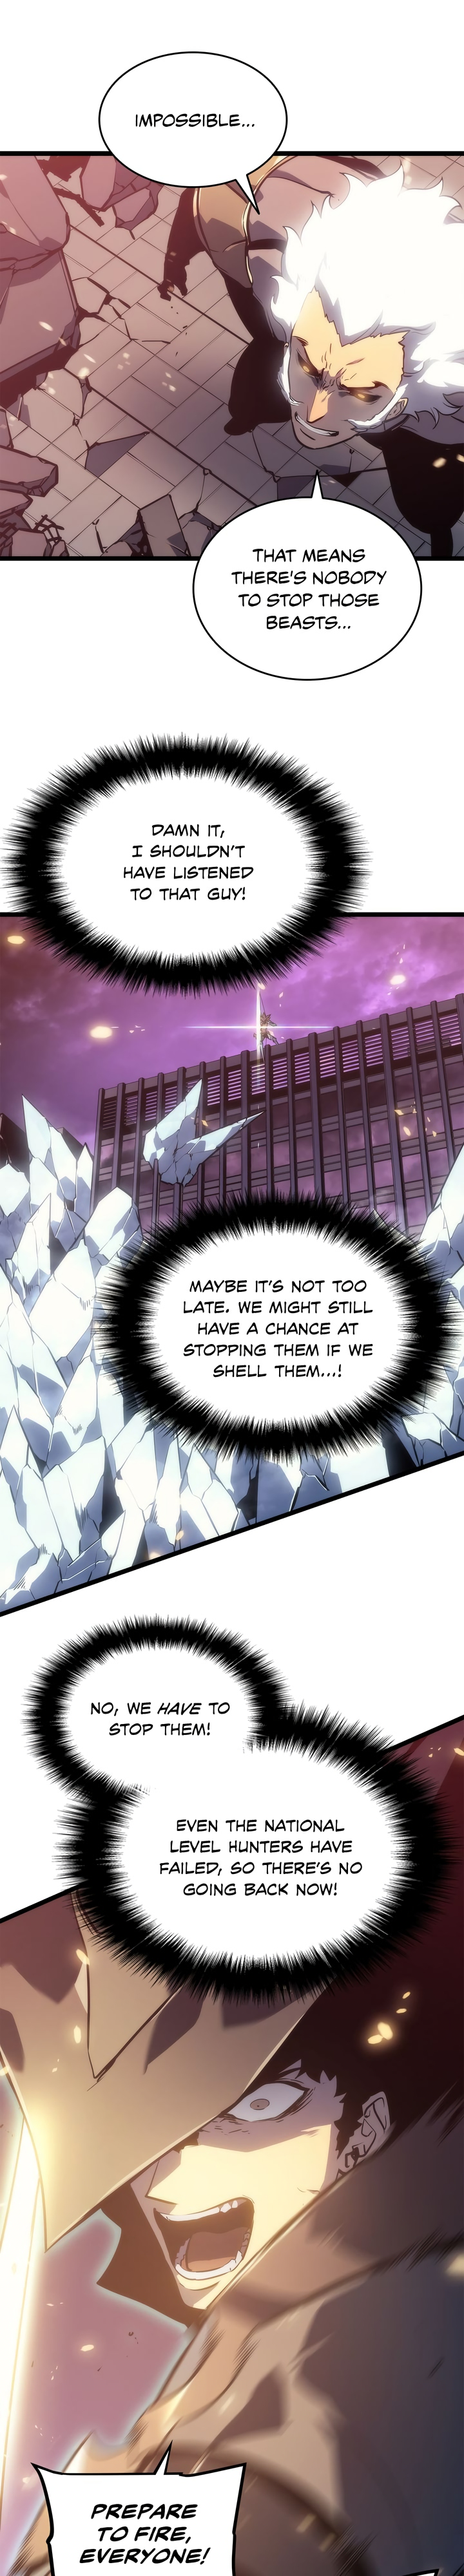 IMPOSSIBLE...
THAT MEANS
THERE'S NOBODY
TO STOP THOSE
BEASTS...
DAMN IT,
I SHOULDN'T
HAVE LISTENED
TO THAT GUY!
MAYBE IT'S NOT TOO
LATE. WE MIGHT STILL
HAVE A CHANCE AT
STOPPING THEM IF WE
SHELL THEM...!
NO, WE HAVE TO
STOP THEM!
EVEN THE NATIONAL
LEVEL HUNTERS HAVE
FAILED, SO THERE'S NO
GOING BACK NOW!
PREPARE
TO FIRE,
EVERYONE!